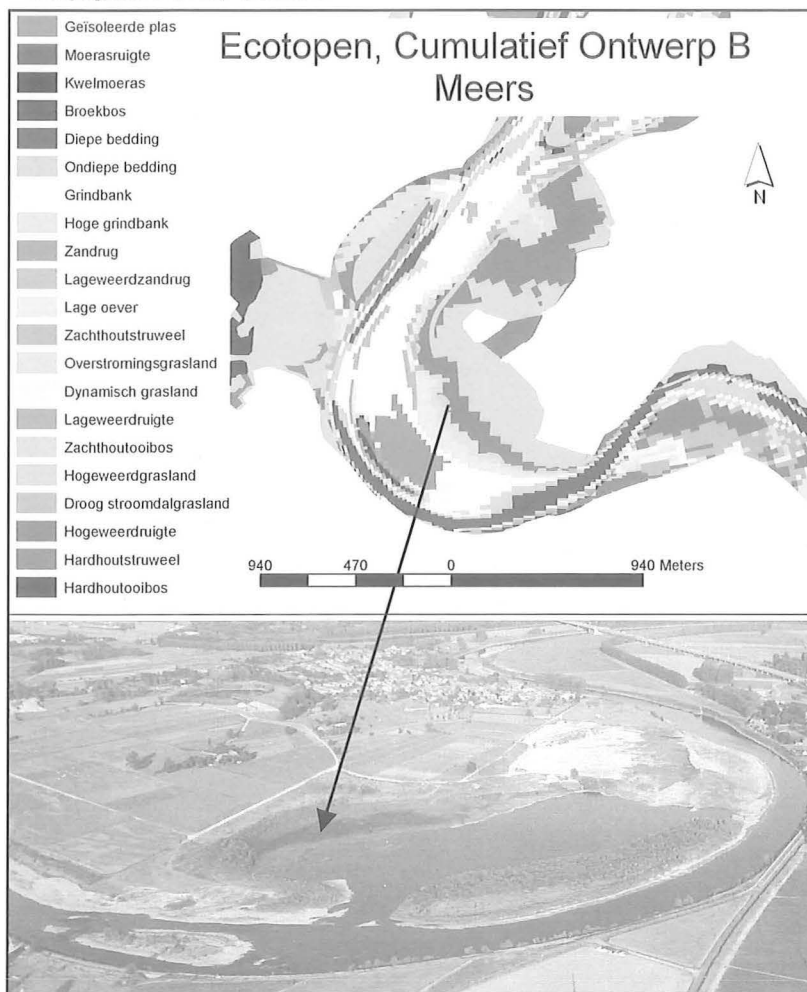 Geïsoleerde plas
Moerasruigte
Kwelmoeras
Broekbos
Diepe bedding
Ondiepe bedding
Grindbank
Hoge grindbank
Zandrug
Lageweerdzandrug
Lage oever
Zachthoutstruweel
Overstromingsgrasland
Dynamisch grasland
Lageweerdruigte
Zachthoutooibos
Hogeweerdgrasland
Droog stroomdalgrasland
Hogeweerdruigte
Hardhoutstruweel
Hardhoutooibos
Ecotopen, Cumulatief Ontwerp B
Meers
N
940 470 0 940 Meters